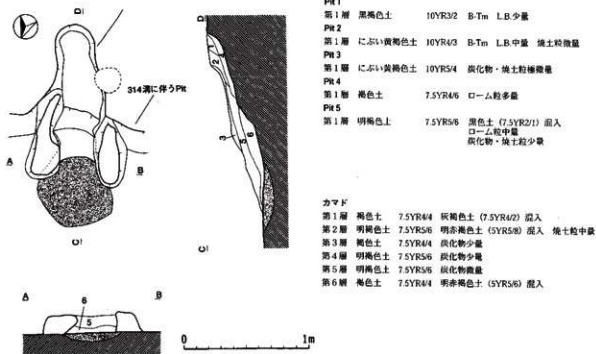 Pit 1
第1層 黒褐色土 10YR3/2 B-Tm L.B.少量
Pit 2
第1層 にぶい黄褐色土 10YR4/3 B-Tm L.B.中量 焼土粒微量
Pit 3
第1層 にぶい黄褐色土 10YR5/4 炭化物・焼土粒極微量
Pit 4
第1層 褐色土 7.5YR4/6 ローム粒多量
Pit 5
第1層 明褐色土 7.5YR5/6 黒色土 (7.5YR2/1) 混入
ローム粒中量
炭化物・焼土粒少量
カマド
第1層 褐色土 7.5YR4/4 灰褐色土 (7.5YR4/2) 混入
第2層 明褐色土 7.5YR5/6 明赤褐色土 (5YR5/8) 混入 焼土粒中量
第3層 褐色土 7.5YR4/4 炭化物少量
第4層 明褐色土 7.5YR5/6 炭化物少量
第5層 明褐色土 7.5YR5/6 炭化物微量
第6層 褐色土 7.5YR4/4 明赤褐色土 (5YR5/6) 混入
D
D
314溝に伴うPit
A
B
C
C
1
2
3
5
6
A
B
6
5
0
1m